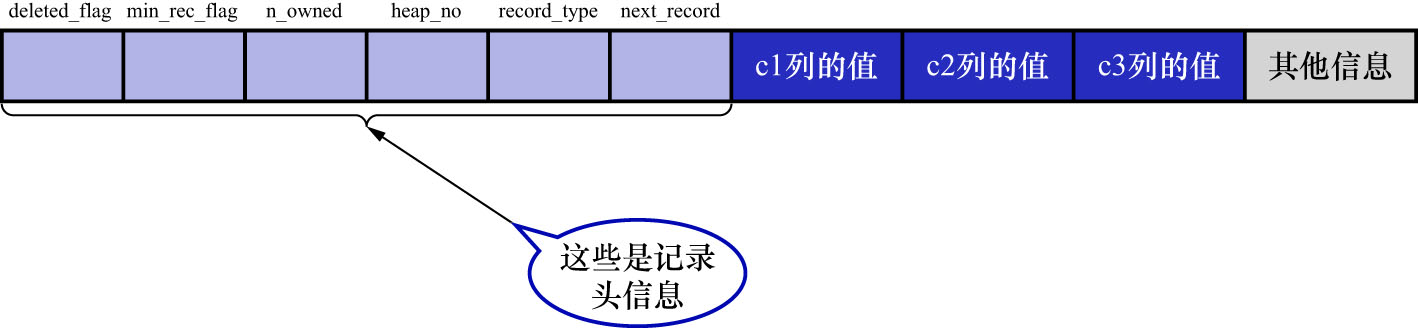 deleted_flag min_rec_flag n_owned heap_no record_type next_record
c1列的值 c2列的值 c3列的值 其他信息
这些是记录
头信息